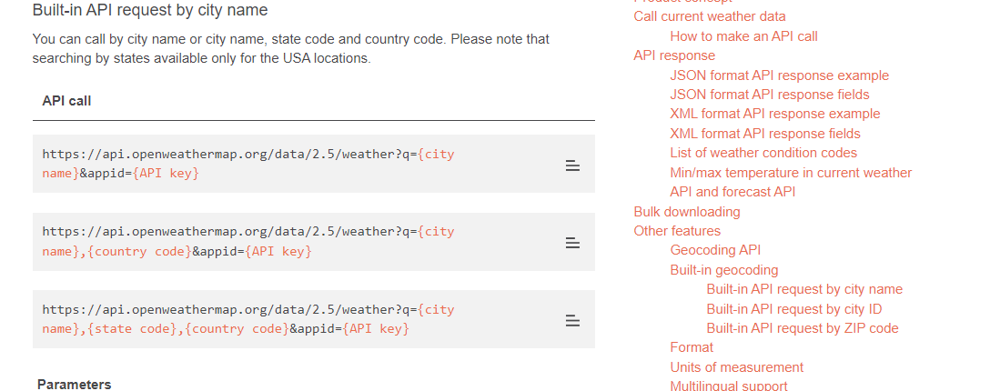 Built-in API request by city name
You can call by city name or city name, state code and country code. Please note that
searching by states available only for the USA locations.
API call
https://api.openweathermap.org/data/2.5/weather?q={city
name}&appid={API key}
https://api.openweathermap.org/data/2.5/weather?q={city
name},{country code}&appid={API key}
https://api.openweathermap.org/data/2.5/weather?q={city
name},{state code},{country code}&appid={API key}
Parameters
Product concept
Call current weather data
How to make an API call
API response
JSON format API response example
JSON format API response fields
XML format API response example
XML format API response fields
List of weather condition codes
Min/max temperature in current weather
API and forecast API
Bulk downloading
Other features
Geocoding API
Built-in geocoding
Built-in API request by city name
Built-in API request by city ID
Built-in API request by ZIP code
Format
Units of measurement
Multilingual support